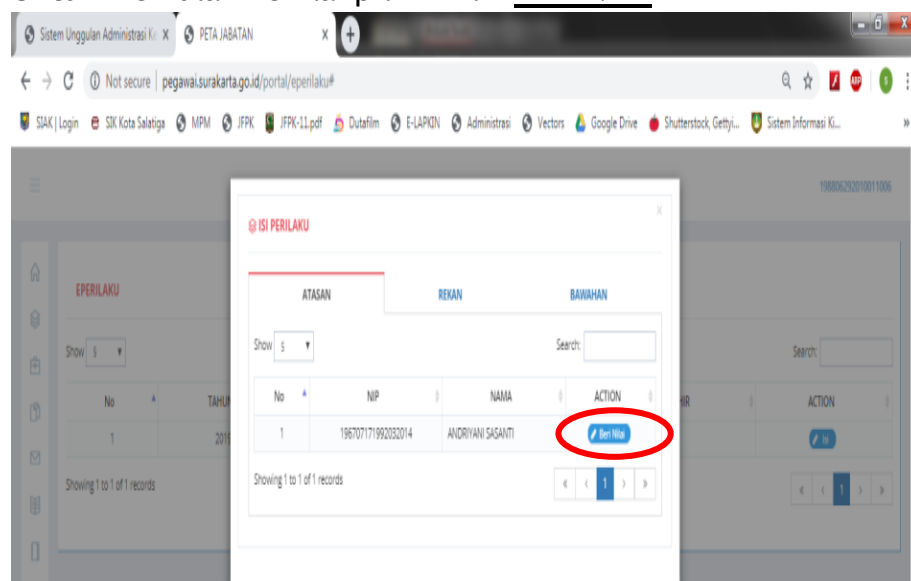 Sistem Unggulan Administrasi Ke x PETA JABATAN x +
Not secure | pegawai.surakarta.go.id/portal/eperilaku#
SIAK | Login SIK Kota Salatiga MPM JFPK JFPK-11.pdf Dutafilm E-LAPKIN Administrasi Vectors Google Drive Shutterstock, Gettyi... Sistem Informasi Ki... »
198806292010011006
ISI PERILAKU x
ATASAN REKAN BAWAHAN
Show 5 Search:
No NIP NAMA ACTION
1 196707171992032014 ANDRIYANI SASANTI Beri Nilai
Showing 1 to 1 of 1 records « ‹ 1 › »
EPERILAKU
Show 5 Search:
No TAHUN HIR ACTION
1 2019 Isi
Showing 1 to 1 of 1 records « ‹ 1 › »